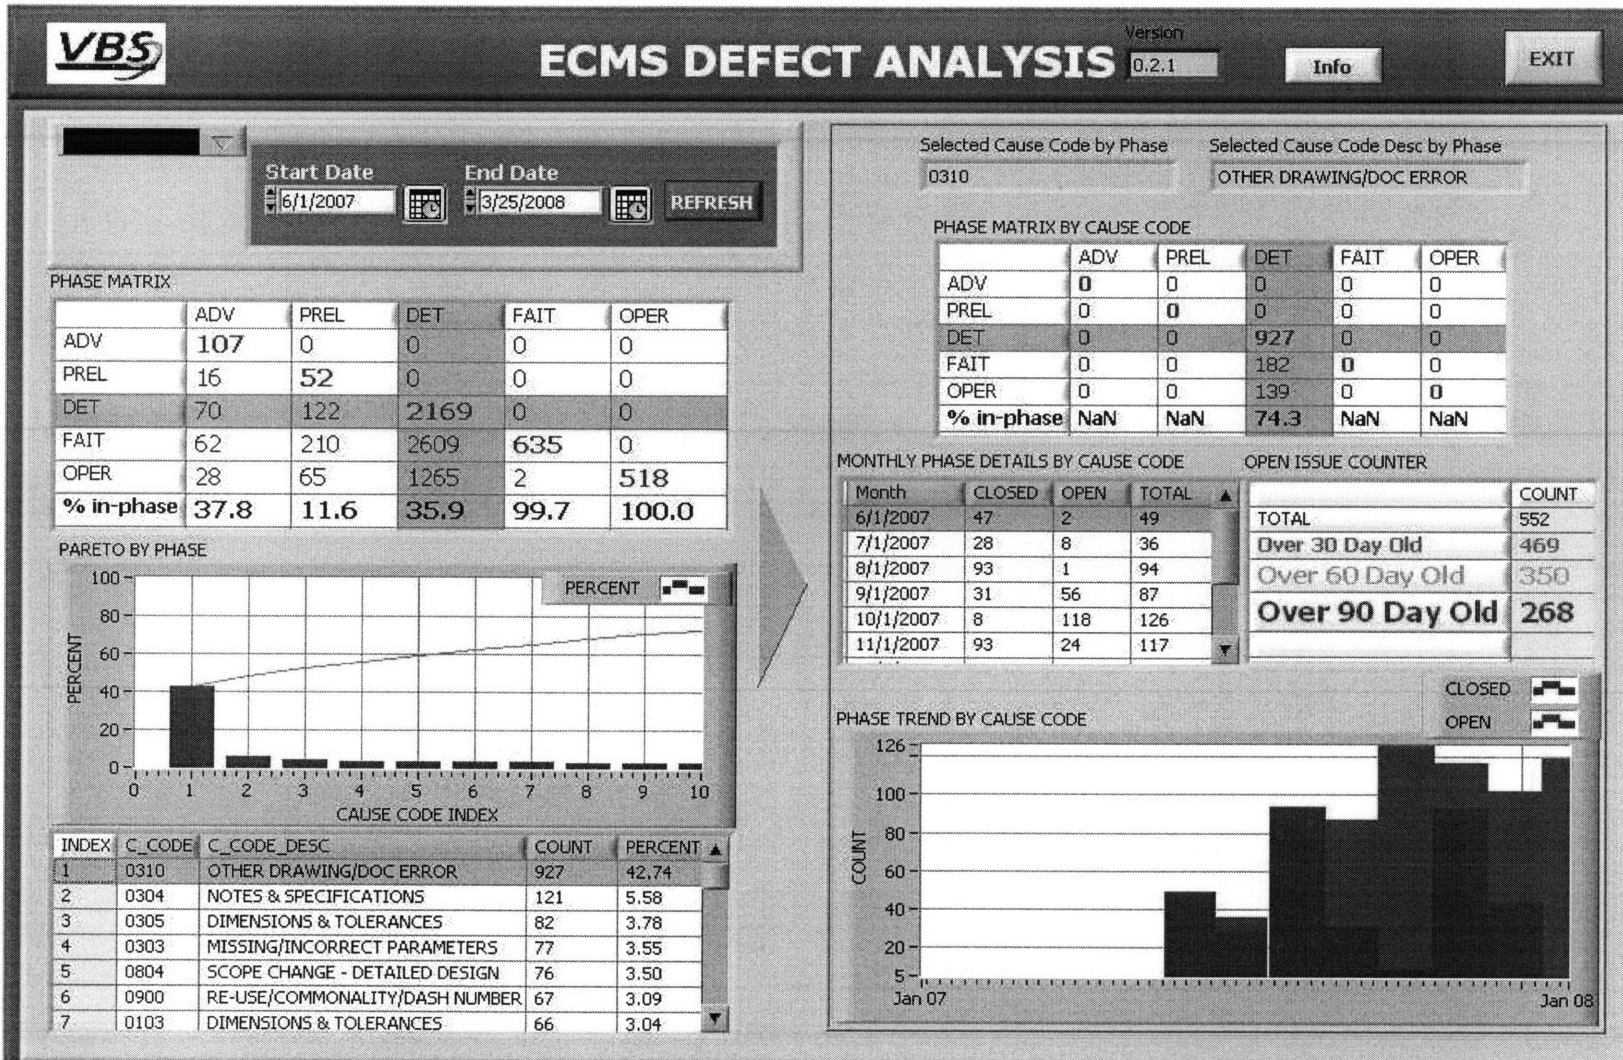 VBS
ECMS DEFECT ANALYSIS
Version
0.2.1
Info
EXIT
Start Date
End Date
6/1/2007
3/25/2008
REFRESH
PHASE MATRIX
ADV PREL DET FAIT OPER
ADV 107 0 0 0 0
PREL 16 52 0 0 0
DET 70 122 2169 0 0
FAIT 62 210 2609 635 0
OPER 28 65 1265 2 518
% in-phase 37.8 11.6 35.9 99.7 100.0
PARETO BY PHASE
PERCENT
100
80
60
40
20
0
PERCENT
0 1 2 3 4 5 6 7 8 9 10
CAUSE CODE INDEX
INDEX C_CODE C_CODE_DESC COUNT PERCENT
1 0310 OTHER DRAWING/DOC ERROR 927 42.74
2 0304 NOTES & SPECIFICATIONS 121 5.58
3 0305 DIMENSIONS & TOLERANCES 82 3.78
4 0303 MISSING/INCORRECT PARAMETERS 77 3.55
5 0804 SCOPE CHANGE - DETAILED DESIGN 76 3.50
6 0900 RE-USE/COMMONALITY/DASH NUMBER 67 3.09
7 0103 DIMENSIONS & TOLERANCES 66 3.04
Selected Cause Code by Phase
0310
Selected Cause Code Desc by Phase
OTHER DRAWING/DOC ERROR
PHASE MATRIX BY CAUSE CODE
ADV PREL DET FAIT OPER
ADV 0 0 0 0 0
PREL 0 0 0 0 0
DET 0 0 927 0 0
FAIT 0 0 182 0 0
OPER 0 0 139 0 0
% in-phase NaN NaN 74.3 NaN NaN
MONTHLY PHASE DETAILS BY CAUSE CODE
Month CLOSED OPEN TOTAL
6/1/2007 47 2 49
7/1/2007 28 8 36
8/1/2007 93 1 94
9/1/2007 31 56 87
10/1/2007 8 118 126
11/1/2007 93 24 117
OPEN ISSUE COUNTER
COUNT
TOTAL 552
Over 30 Day Old 469
Over 60 Day Old 350
Over 90 Day Old 268
CLOSED
OPEN
PHASE TREND BY CAUSE CODE
126
100
80
60
40
20
5
COUNT
Jan 07
Jan 08